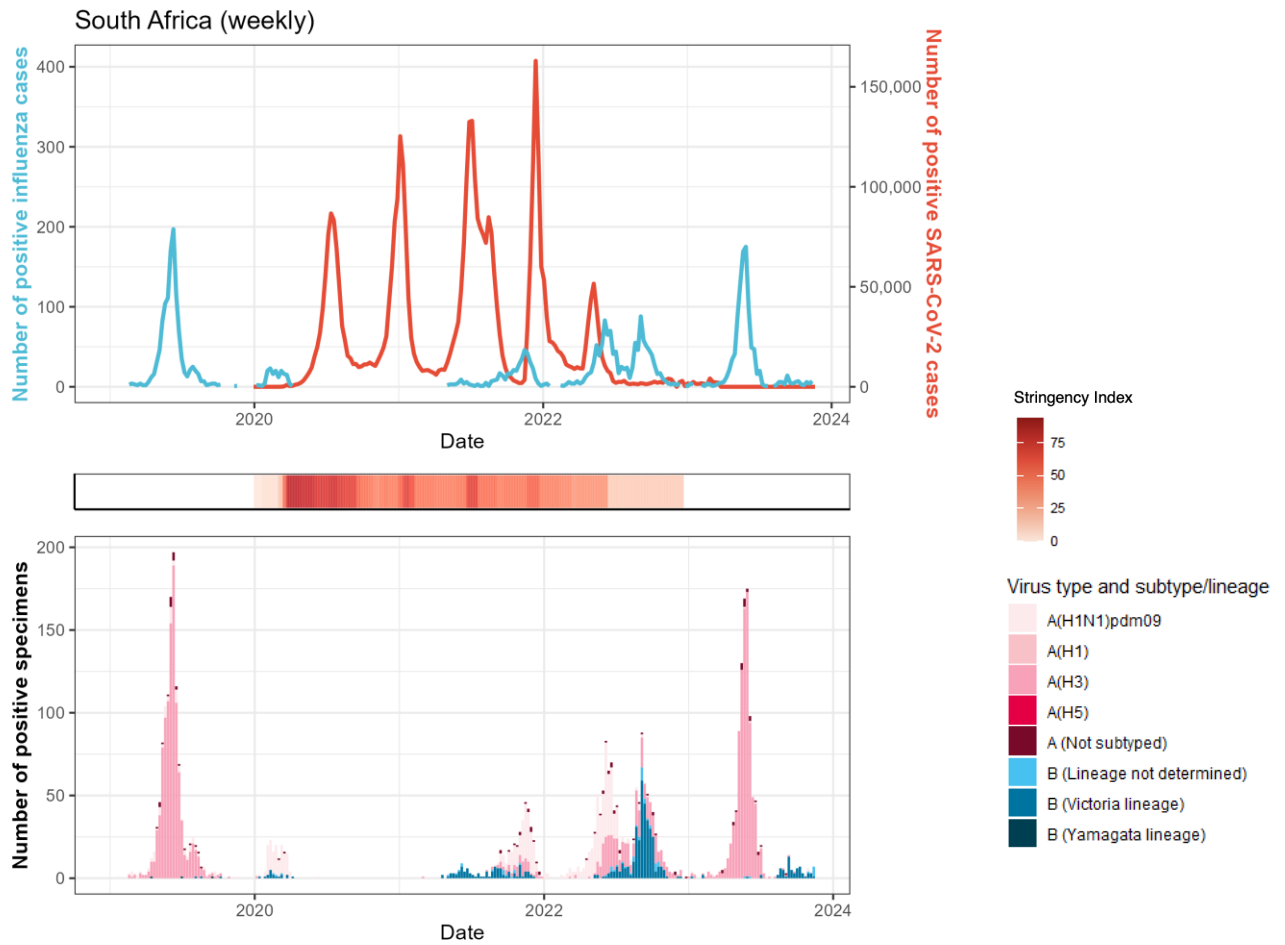 South Africa (weekly)
Number of positive influenza cases
400
300
200
100
0
150,000
100,000
50,000
0
Number of positive SARS-CoV-2 cases
2020
2022
2024
Date
Stringency Index
75
50
25
0
Number of positive specimens
200
150
100
50
0
2020
2022
2024
Date
Virus type and subtype/lineage
A(H1N1)pdm09
A(H1)
A(H3)
A(H5)
A (Not subtyped)
B (Lineage not determined)
B (Victoria lineage)
B (Yamagata lineage)